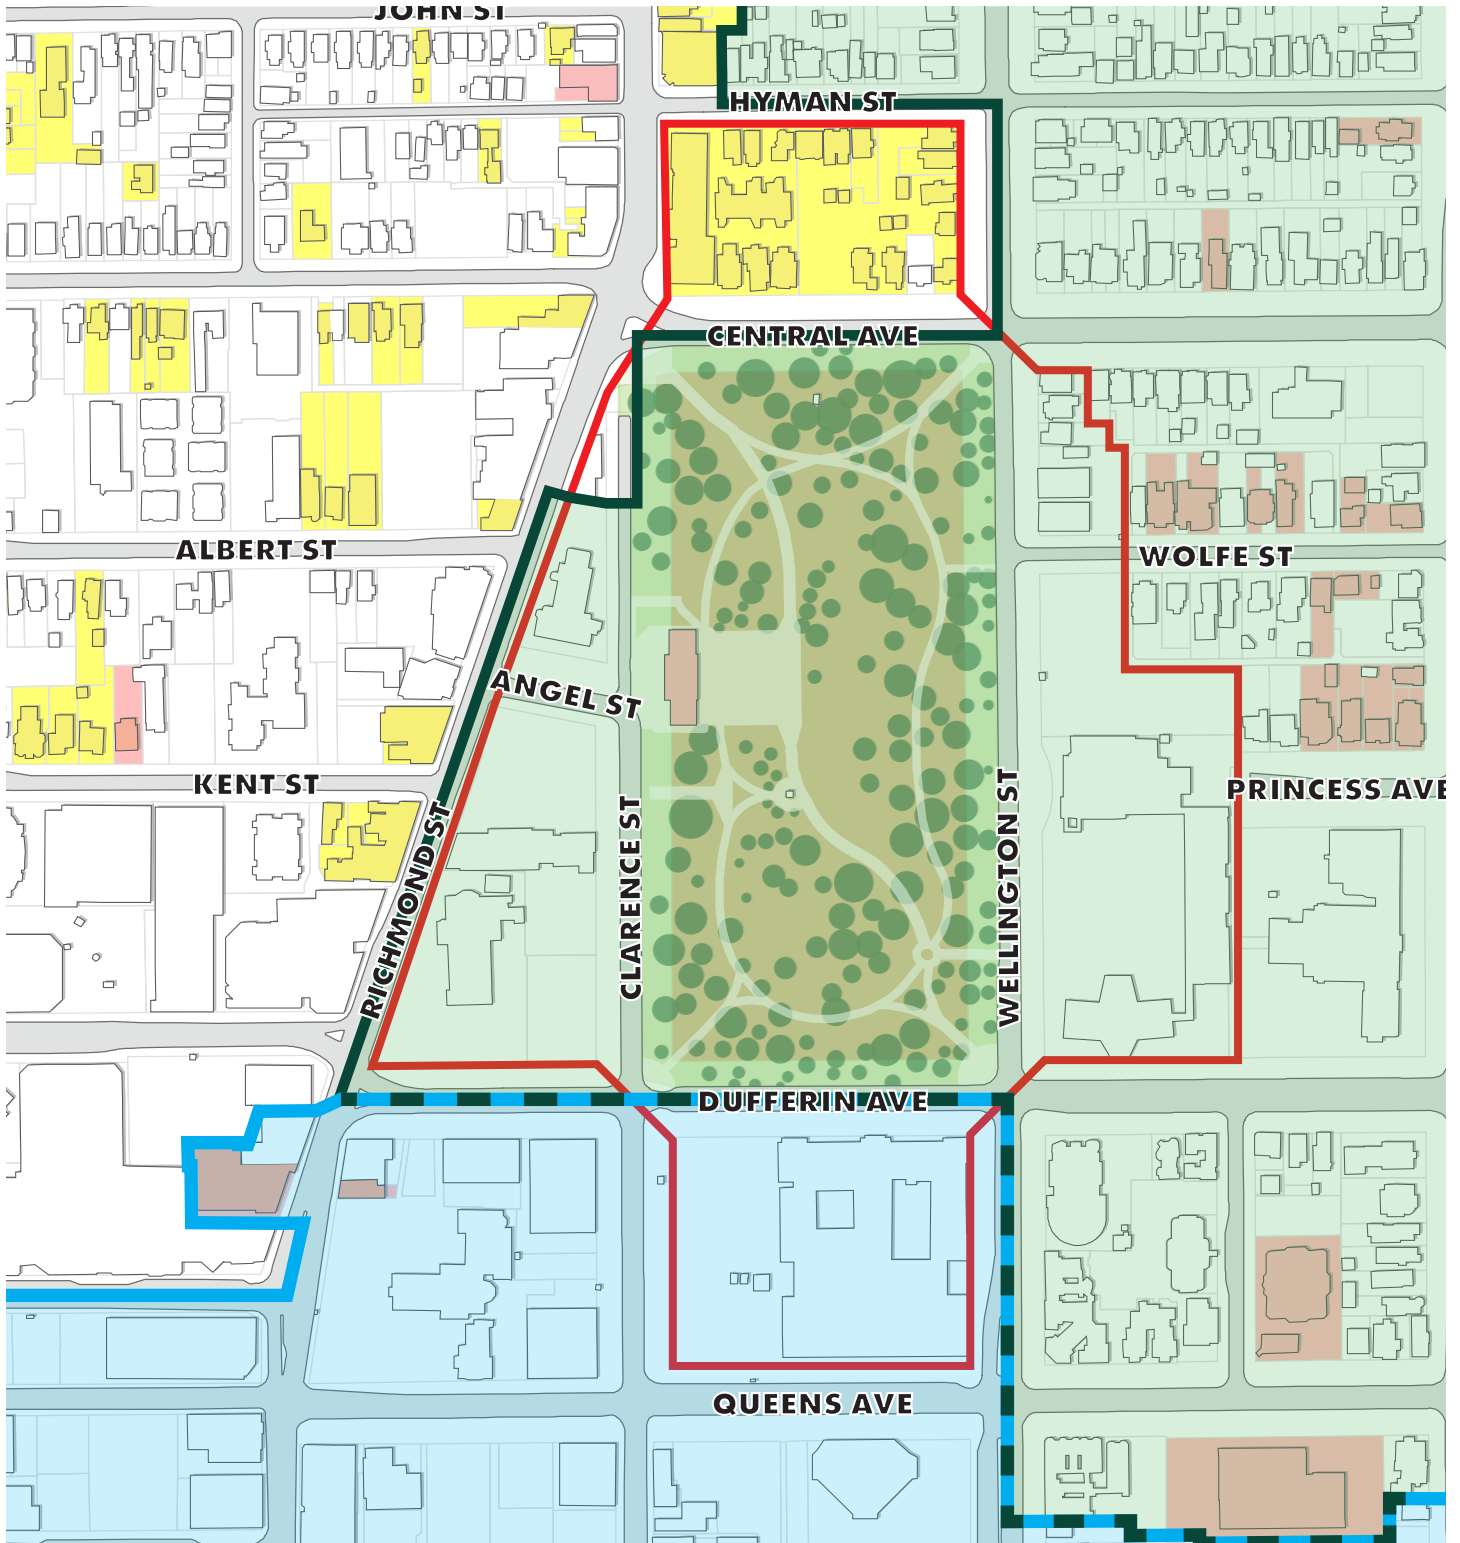 JOHN ST
HYMAN ST
CENTRAL AVE
ALBERT ST
WOLFE ST
ANGEL ST
KENT ST
PRINCESS AVE
RICHMOND ST
CLARENCE ST
WELLINGTON ST
DUFFERIN AVE
QUEENS AVE